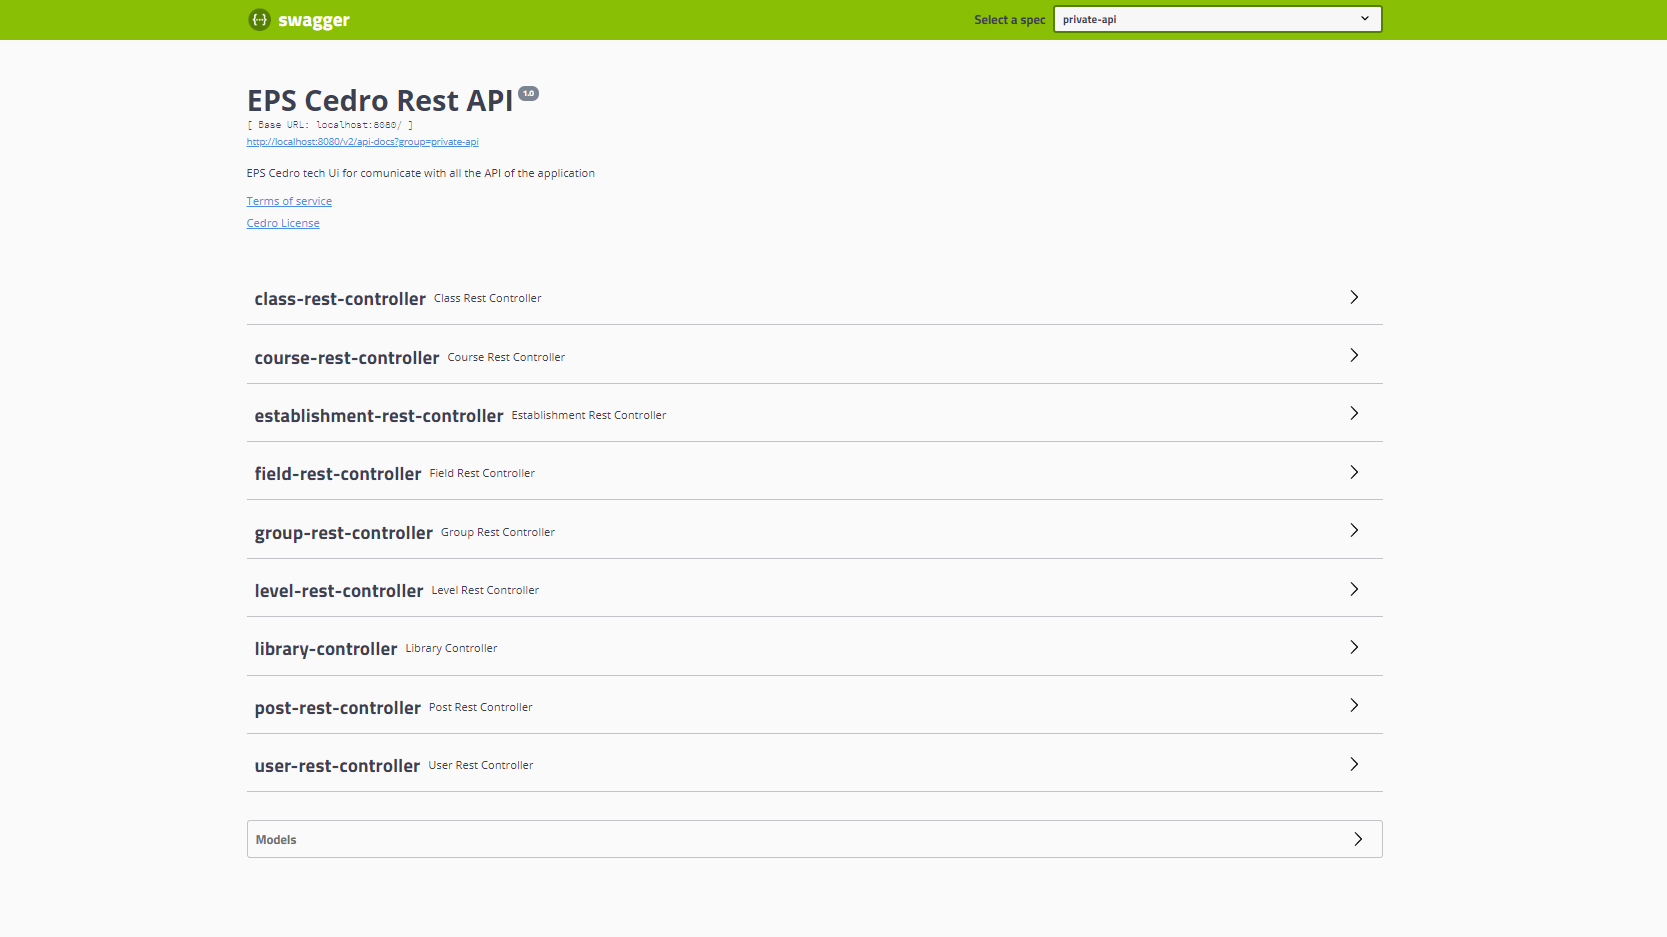 {··} swagger
Select a spec private-api
EPS Cedro Rest API 1.0
[ Base URL: localhost:8080/ ]
http://localhost:8080/v2/api-docs?group=private-api
EPS Cedro tech Ui for comunicate with all the API of the application
Terms of service
Cedro License
class-rest-controller Class Rest Controller
course-rest-controller Course Rest Controller
establishment-rest-controller Establishment Rest Controller
field-rest-controller Field Rest Controller
group-rest-controller Group Rest Controller
level-rest-controller Level Rest Controller
library-controller Library Controller
post-rest-controller Post Rest Controller
user-rest-controller User Rest Controller
Models